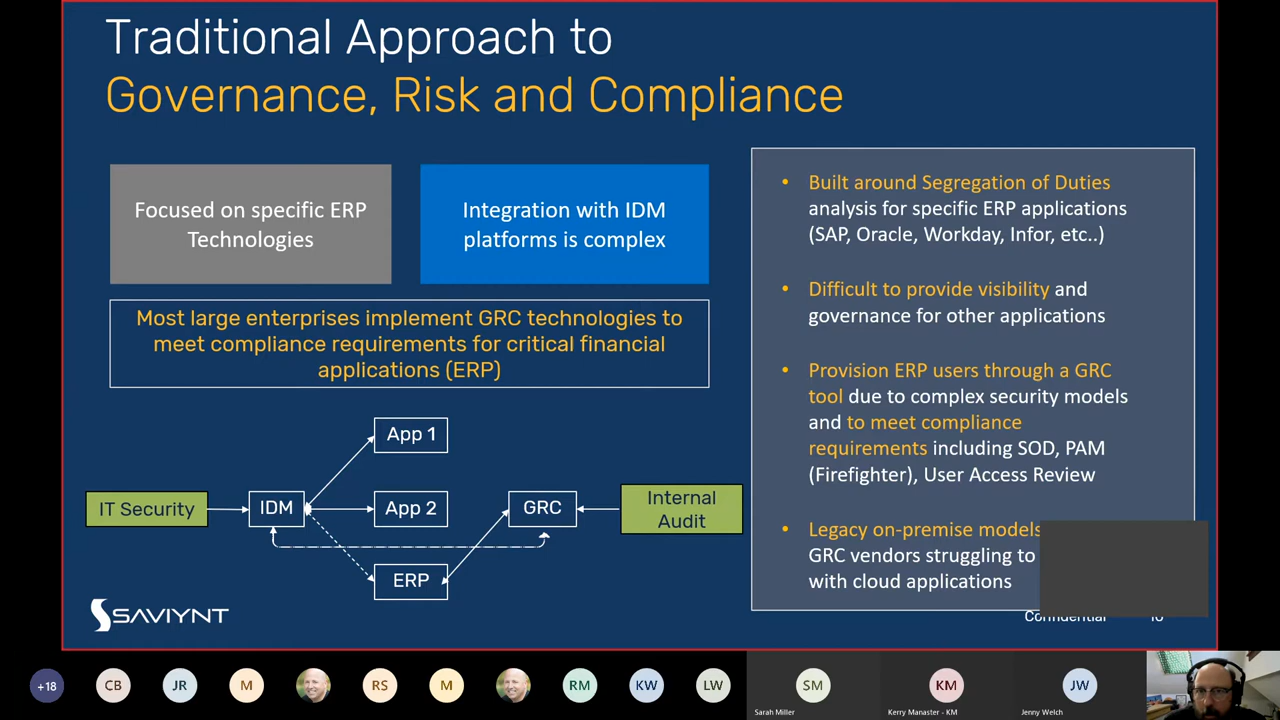 Traditional Approach to
Governance, Risk and Compliance
Focused on specific ERP
Technologies
Integration with IDM
platforms is complex
Most large enterprises implement GRC technologies to
meet compliance requirements for critical financial
applications (ERP)
App 1
IT Security
IDM
App 2
GRC
Internal
Audit
ERP
SAVIYNT
• Built around Segregation of Duties
analysis for specific ERP applications
(SAP, Oracle, Workday, Infor, etc..)
• Difficult to provide visibility and
governance for other applications
• Provision ERP users through a GRC
tool due to complex security models
and to meet compliance
requirements including SOD, PAM
(Firefighter), User Access Review
• Legacy on-premise models
GRC vendors struggling to
with cloud applications
Confidential
+18
CB
JR
M
RS
M
RM
KW
LW
SM
Sarah Miller
KM
Kerry Manaster - KM
JW
Jenny Welch